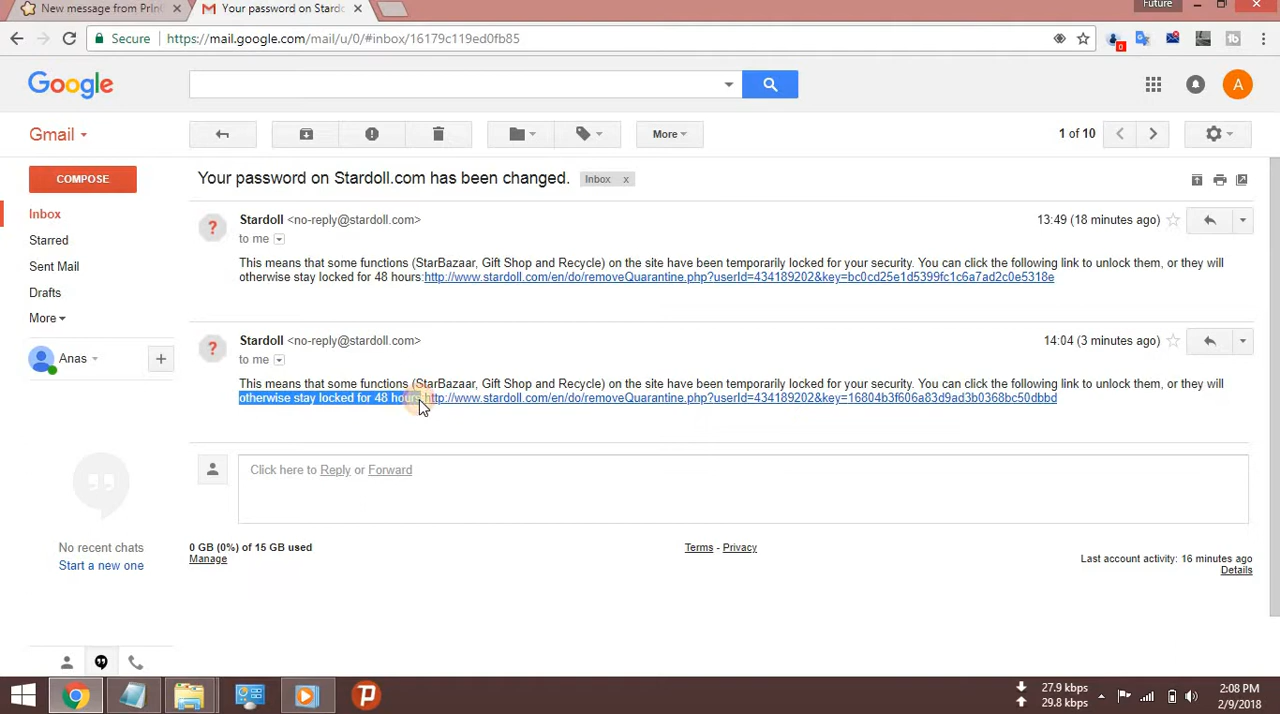 New message from Prin
Your password on Stardo
Future
Secure
https://mail.google.com/mail/u/0/#inbox/16179c119ed0fb85
0
Google
A
Gmail
More
1 of 10
COMPOSE
Your password on Stardoll.com has been changed.
Inbox x
Inbox
Starred
Sent Mail
Drafts
More
Anas
Stardoll <no-reply@stardoll.com>
13:49 (18 minutes ago)
to me
This means that some functions (StarBazaar, Gift Shop and Recycle) on the site have been temporarily locked for your security. You can click the following link to unlock them, or they will
otherwise stay locked for 48 hours:http://www.stardoll.com/en/do/removeQuarantine.php?userId=434189202&key=bc0cd25e1d5399fc1c6a7ad2c0e5318e
Stardoll <no-reply@stardoll.com>
14:04 (3 minutes ago)
to me
This means that some functions (StarBazaar, Gift Shop and Recycle) on the site have been temporarily locked for your security. You can click the following link to unlock them, or they will
otherwise stay locked for 48 hours:http://www.stardoll.com/en/do/removeQuarantine.php?userId=434189202&key=16804b3f606a83d9ad3b0368bc50dbbd
Click here to Reply or Forward
No recent chats
Start a new one
0 GB (0%) of 15 GB used
Manage
Terms - Privacy
Last account activity: 16 minutes ago
Details
27.9 kbps
29.8 kbps
2:08 PM
2/9/2018